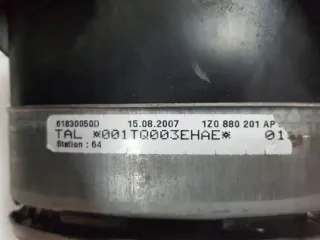 61830050D 15.08.2007 1Z0 880 201 AP
TAL *001TQ003EHAE* 01
Station : 64